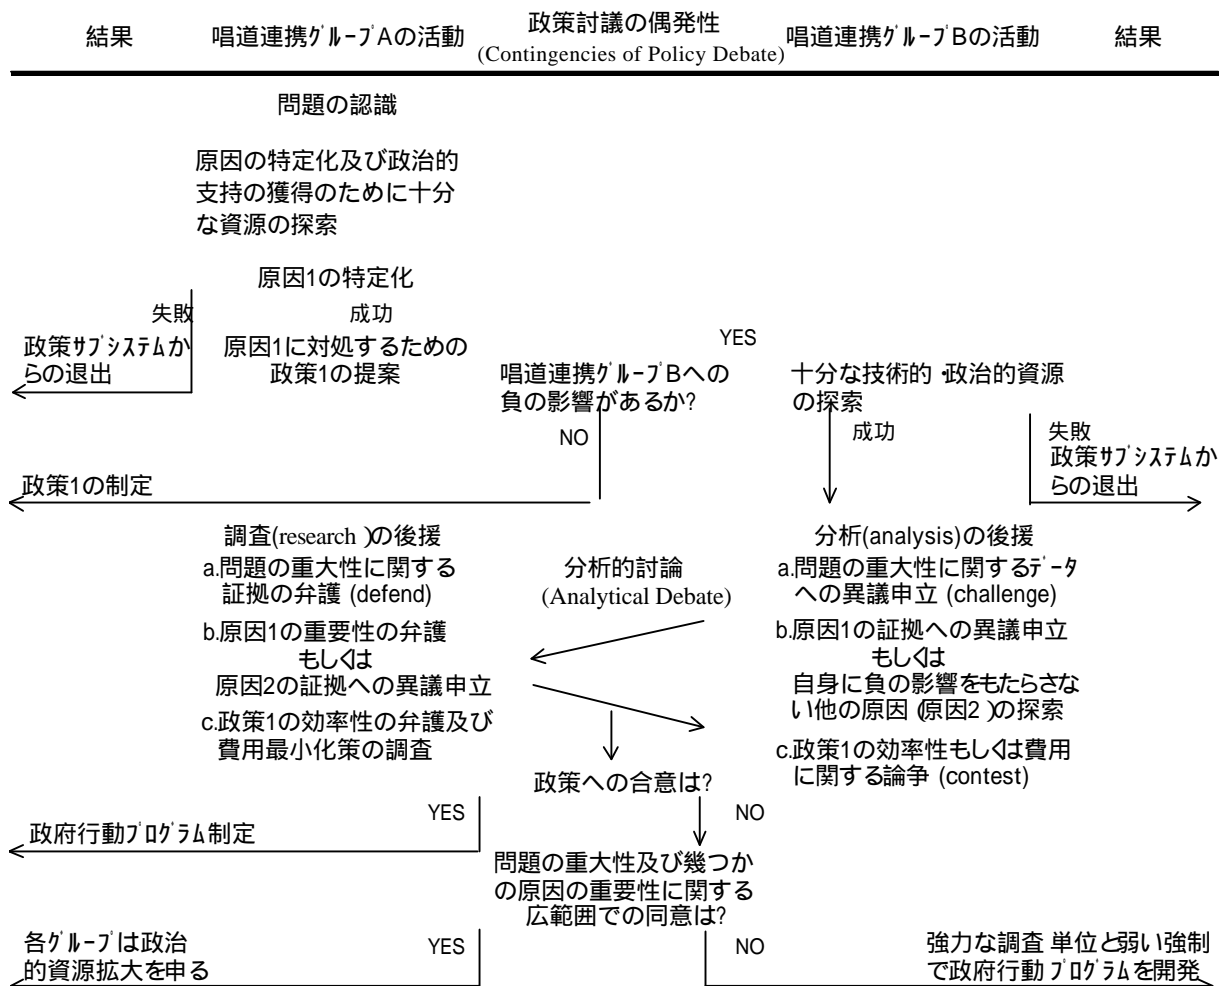 結果
唱道連携グループAの活動
政策討議の偶発性
(Contingencies of Policy Debate)
唱道連携グループBの活動
結果
問題の認識
原因の特定化及び政治的
支持の獲得のために十分
な資源の探索
原因1の特定化
失敗
成功
政策サブシステムか
らの退出
原因1に対処するための
政策1の提案
YES
唱道連携グループBへの
負の影響があるか?
十分な技術的・政治的資源
の探索
NO
成功
失敗
政策サブシステムか
らの退出
政策1の制定
調査(research )の後援
a.問題の重大性に関する
証拠の弁護 (defend)
b.原因1の重要性の弁護
もしくは
原因2の証拠への異議申立
c.政策1の効率性の弁護及び
費用最小化策の調査
分析的討論
(Analytical Debate)
分析(analysis)の後援
a.問題の重大性に関するデータ
への異議申立 (challenge)
b.原因1の証拠への異議申立
もしくは
自身に負の影響をもたらさな
い他の原因 (原因2 )の探索
c.政策1の効率性もしくは費用
に関する論争 (contest)
政策への合意は?
YES
NO
政府行動プログラム制定
問題の重大性及び幾つか
の原因の重要性に関する
広範囲での同意は?
各グループは政治
的資源拡大を申る
YES
NO
強力な調査 単位と弱い強制
で政府行動 プログラムを開発